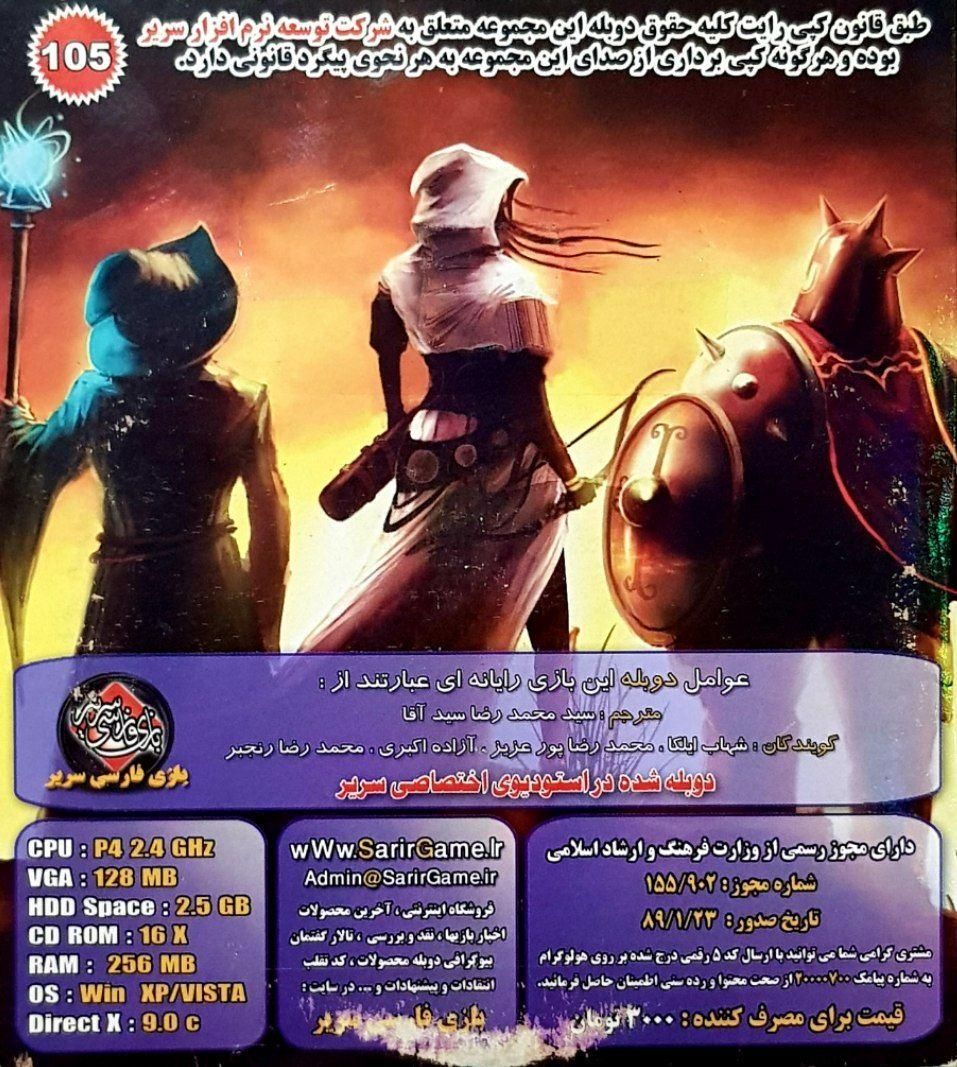 105
طبق قانون کپی رایت کلیه حقوق دوبله این مجموعه متعلق به شرکت توسعه نرم افزار سریر
بوده و هرگونه کپی برداری از صدای این مجموعه به هر نحوی پیگرد قانونی دارد.
عوامل دوبله این بازی رایانه ای عبارتند از :
مترجم : سید محمد رضا سید آقا
گویندگان : شهاب ایلکا ، محمد رضا پور عزیز ، آزاده اکبری ، محمد رضا رنجبر
دوبله شده در استودیوی اختصاصی سریر
بازی فارسی سریر
بازی فارسی سریر
CPU : P4 2.4 GHz
VGA : 128 MB
HDD Space : 2.5 GB
CD ROM : 16 X
RAM : 256 MB
OS : Win XP/VISTA
Direct X : 9.0 c
wWw.SarirGame.Ir
Admin@SarirGame.ir
فروشگاه اینترنتی ، آخرین محصولات
اخبار بازیها ، نقد و بررسی ، تالار گفتمان
بیوگرافی دوبله محصولات ، کد تقلب
انتقادات و پیشنهادات و ... در سایت :
بازی فارسی سریر
دارای مجوز رسمی از وزارت فرهنگ و ارشاد اسلامی
شماره مجوز : ۱۵۵/۹۰۲
تاریخ صدور : ۸۹/۱/۲۳
مشتری گرامی شما می توانید با ارسال کد ۵ رقمی درج شده بر روی هولوگرام
به شماره پیامک ۲۰۰۰۰۷۰۰ از صحت محتوا و رده سنی اطمینان حاصل فرمائید.
قیمت برای مصرف کننده : ۳۰۰۰ تومان